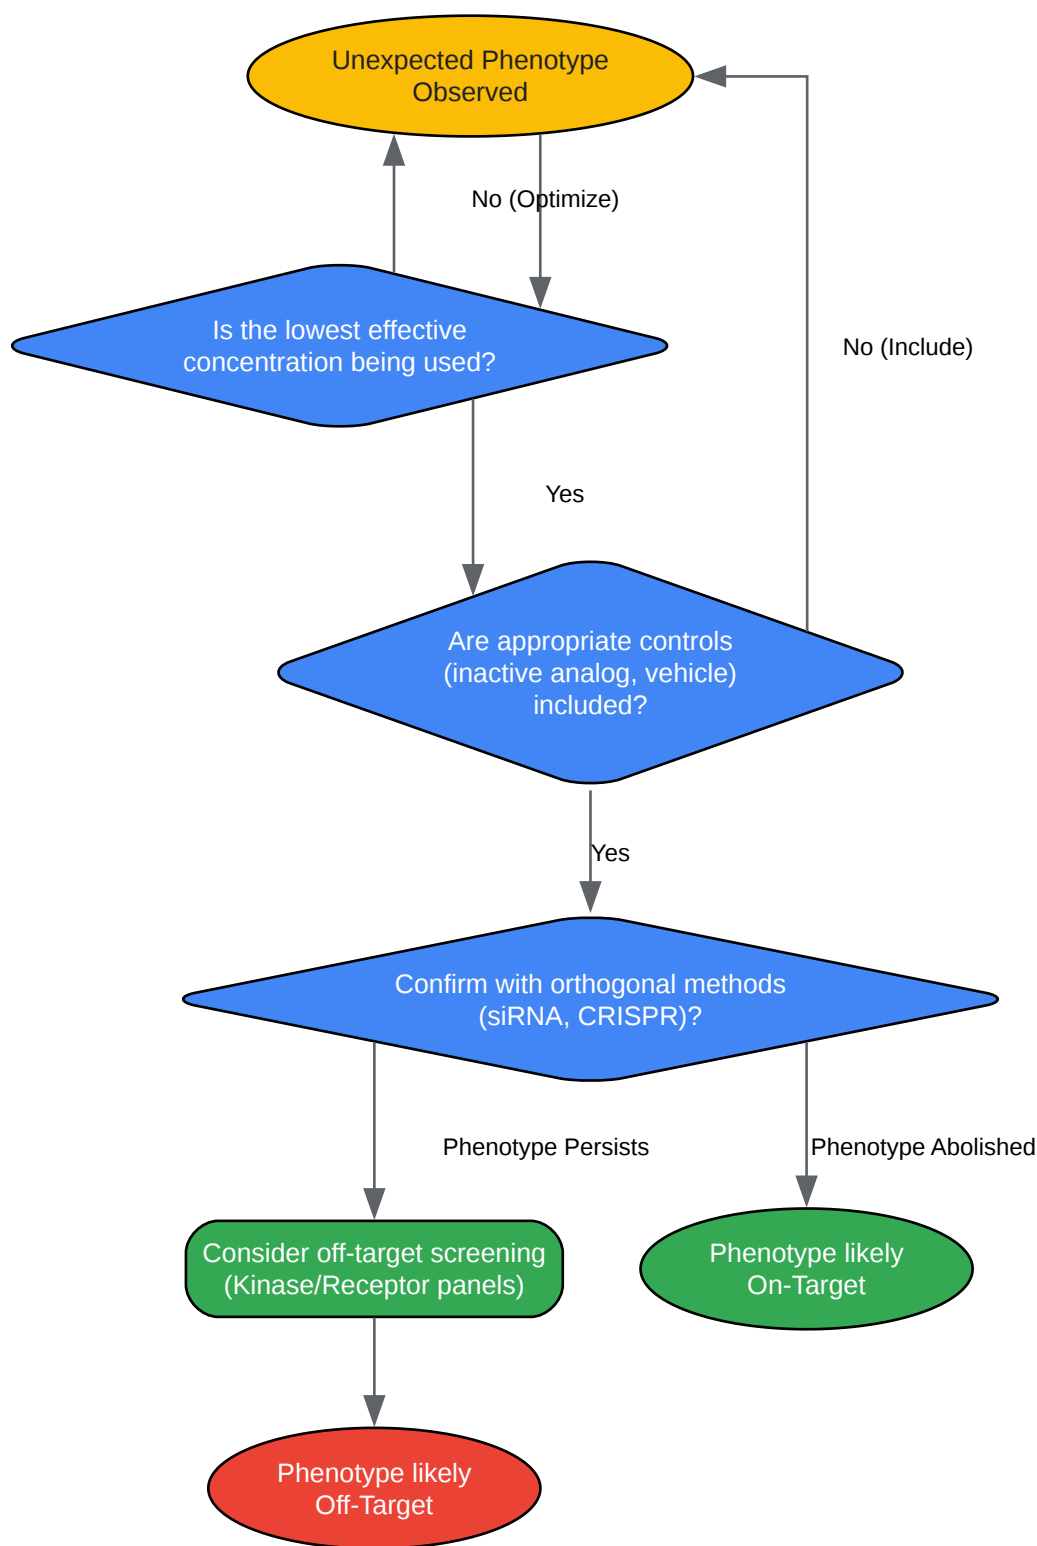 Unexpected Phenotype
Observed
No (Optimize)
Is the lowest effective
concentration being used?
No (Include)
Yes
Are appropriate controls
(inactive analog, vehicle)
included?
Yes
Confirm with orthogonal methods
(siRNA, CRISPR)?
Phenotype Persists
Phenotype Abolished
Consider off-target screening
(Kinase/Receptor panels)
Phenotype likely
On-Target
Phenotype likely
Off-Target